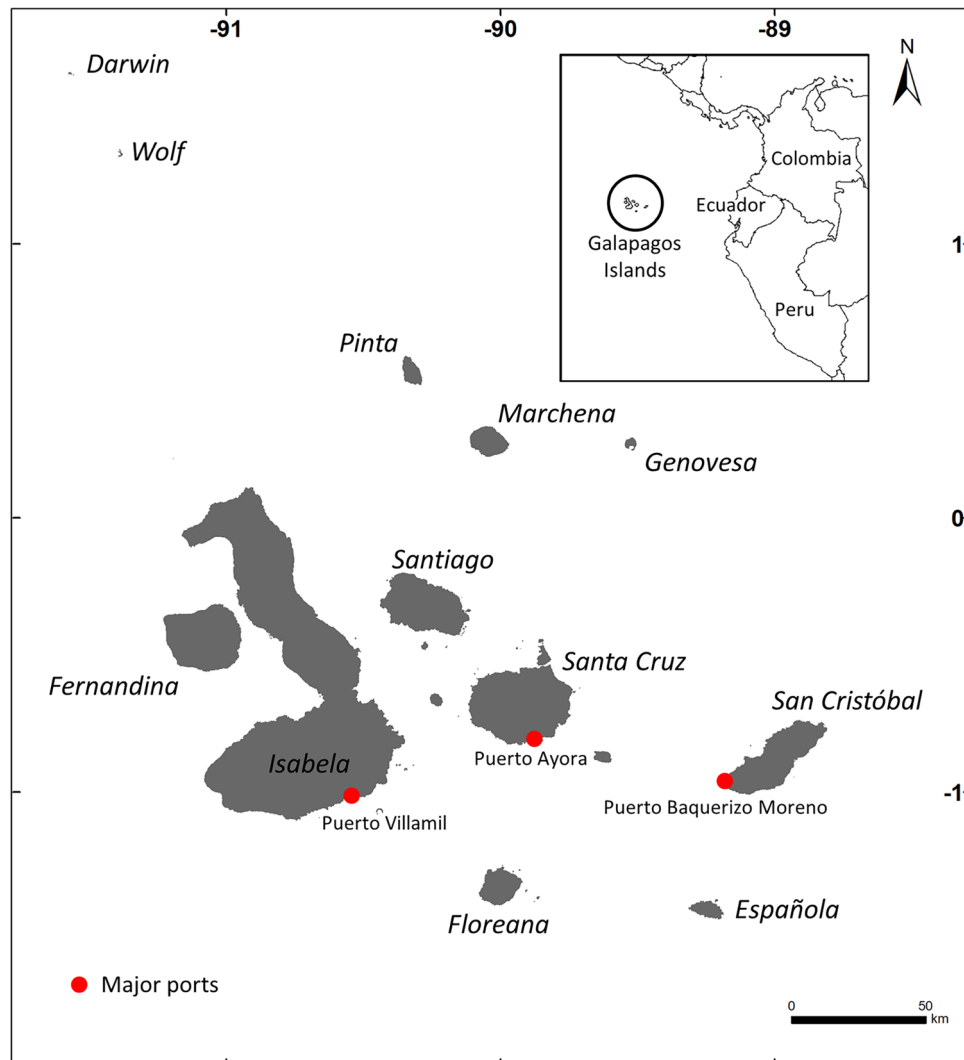 -91
-90
-89
Darwin
N
Wolf
Colombia
Ecuador
Galapagos
Islands
1
Peru
Pinta
Marchena
Genovesa
0
Santiago
Santa Cruz
Fernandina
San Cristóbal
Isabela
Puerto Ayora
-1
Puerto Baquerizo Moreno
Puerto Villamil
Española
Floreana
Major ports
0
50
km